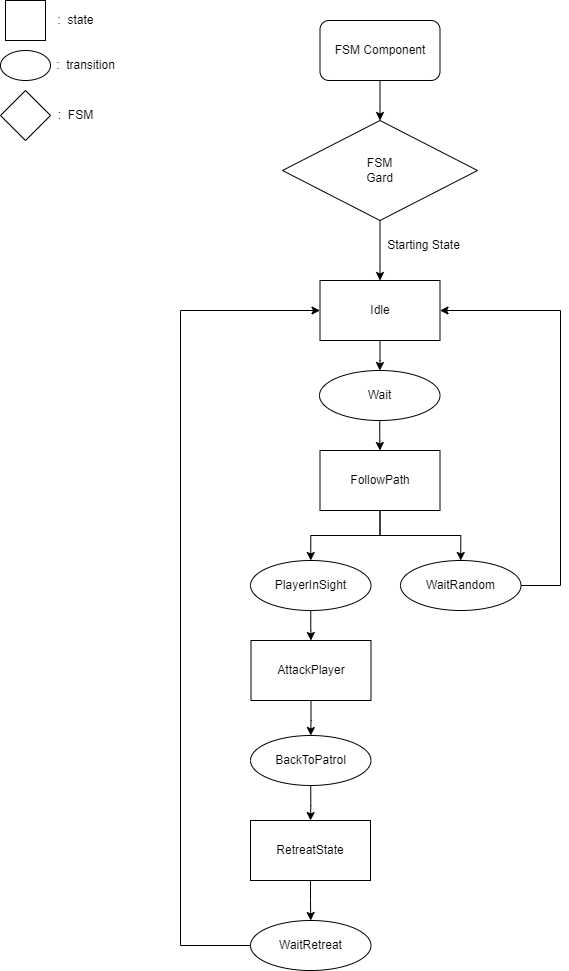 : state
: transition
: FSM
FSM Component
FSM
Gard
Starting State
Idle
Wait
FollowPath
PlayerInSight
WaitRandom
AttackPlayer
BackToPatrol
RetreatState
WaitRetreat